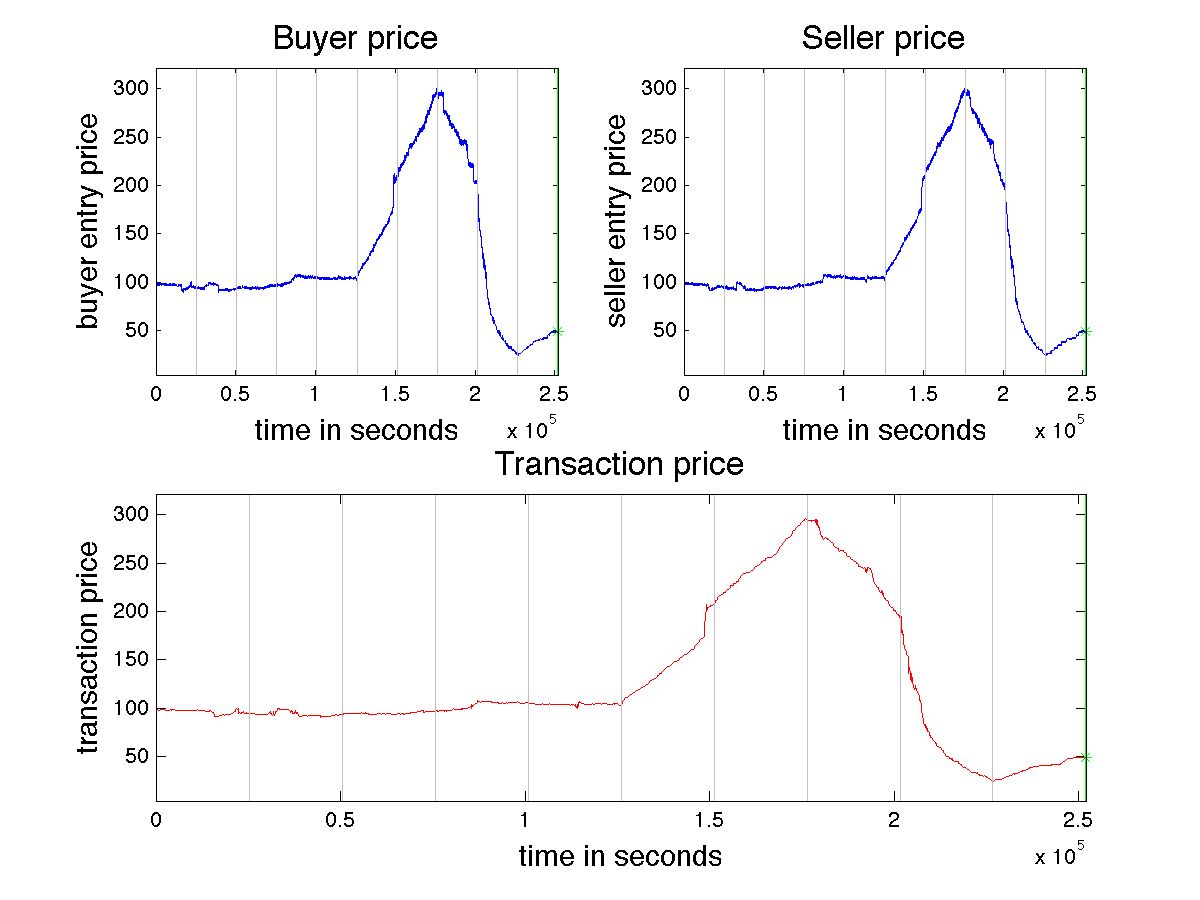 Buyer price
buyer entry price
300
250
200
150
100
50
0 0.5 1 1.5 2 2.5
x 10^5
time in seconds
Seller price
seller entry price
300
250
200
150
100
50
0 0.5 1 1.5 2 2.5
x 10^5
time in seconds
Transaction price
transaction price
300
250
200
150
100
50
0 0.5 1 1.5 2 2.5
x 10^5
time in seconds